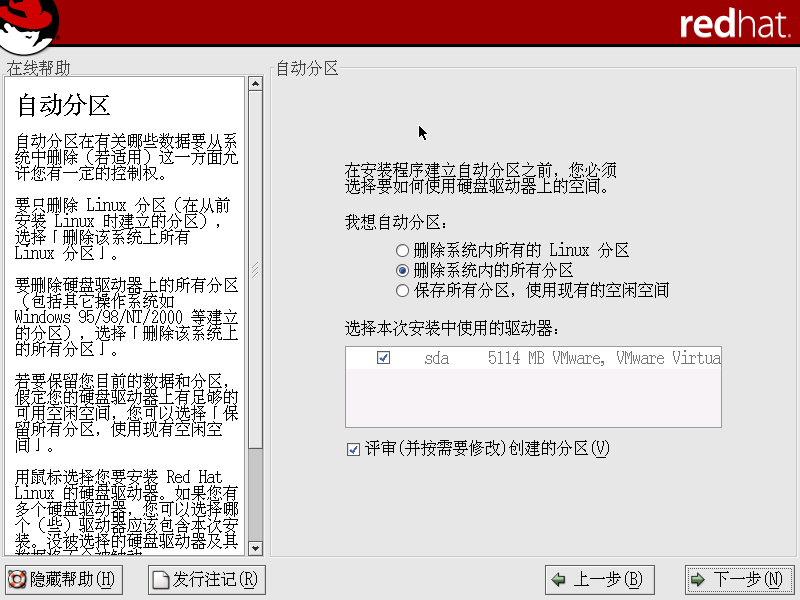 redhat.
在线帮助
自动分区
自动分区在有关哪些数据要从系
统中删除（若适用）这一方面允
许您有一定的控制权。
要只删除 Linux 分区（在从前
安装 Linux 时建立的分区），
选择「删除该系统上所有
Linux 分区」。
要删除硬盘驱动器上的所有分区
（包括其它操作系统如
Windows 95/98/NT/2000 等建立
的分区），选择「删除该系统上
的所有分区」。
若要保留您目前的数据和分区，
假定您的硬盘驱动器上有足够的
可用空闲空间，您可以选择「保
留所有分区，使用现有空闲空
间」。
用鼠标选择您要安装 Red Hat
Linux 的硬盘驱动器。如果您有
多个硬盘驱动器，您可以选择哪
个（些）驱动器应该包含本次安
装。没被选择的硬盘驱动器及其
自动分区
在安装程序建立自动分区之前，您必须
选择要如何使用硬盘驱动器上的空间。
我想自动分区：
删除系统内所有的 Linux 分区
删除系统内的所有分区
保存所有分区，使用现有的空闲空间
选择本次安装中使用的驱动器：
sda 5114 MB VMware, VMware Virtua
评审(并按需要修改)创建的分区(V)
隐藏帮助(H)
发行注记(R)
上一步(B)
下一步(N)